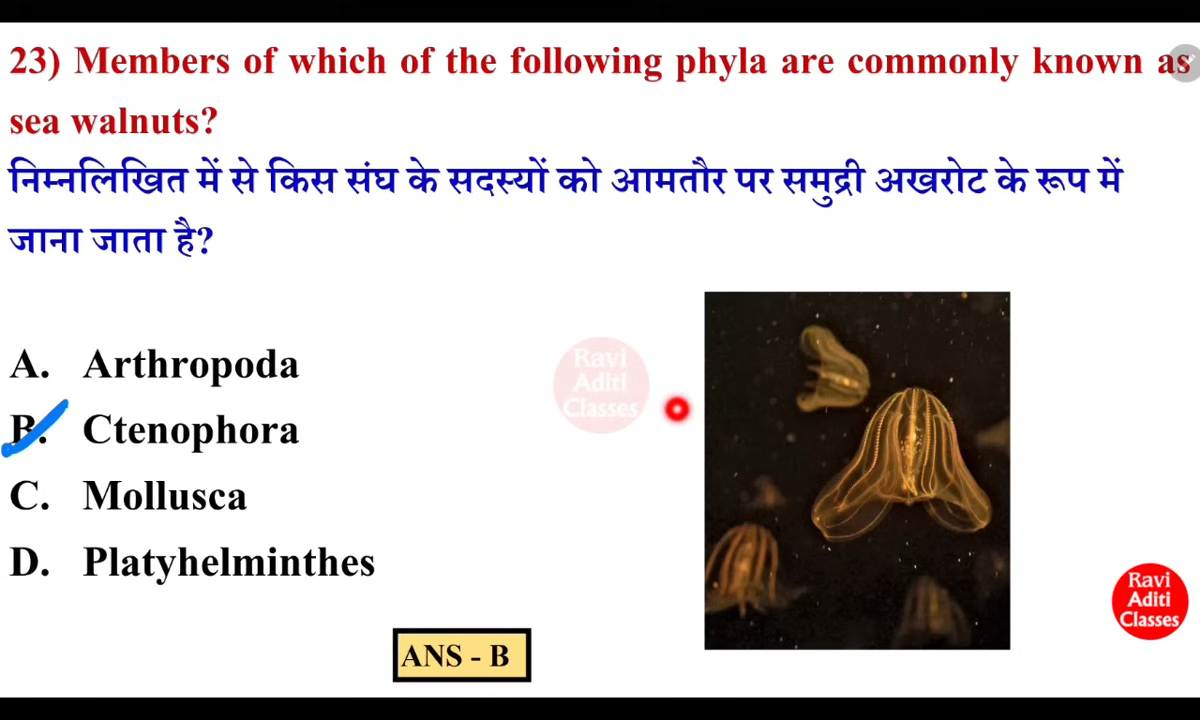 23) Members of which of the following phyla are commonly known as
sea walnuts?
निम्नलिखित में से किस संघ के सदस्यों को आमतौर पर समुद्री अखरोट के रूप में
जाना जाता है?
A. Arthropoda
B. Ctenophora
C. Mollusca
D. Platyhelminthes
Ravi
Aditi
Classes
ANS - B
Ravi
Aditi
Classes